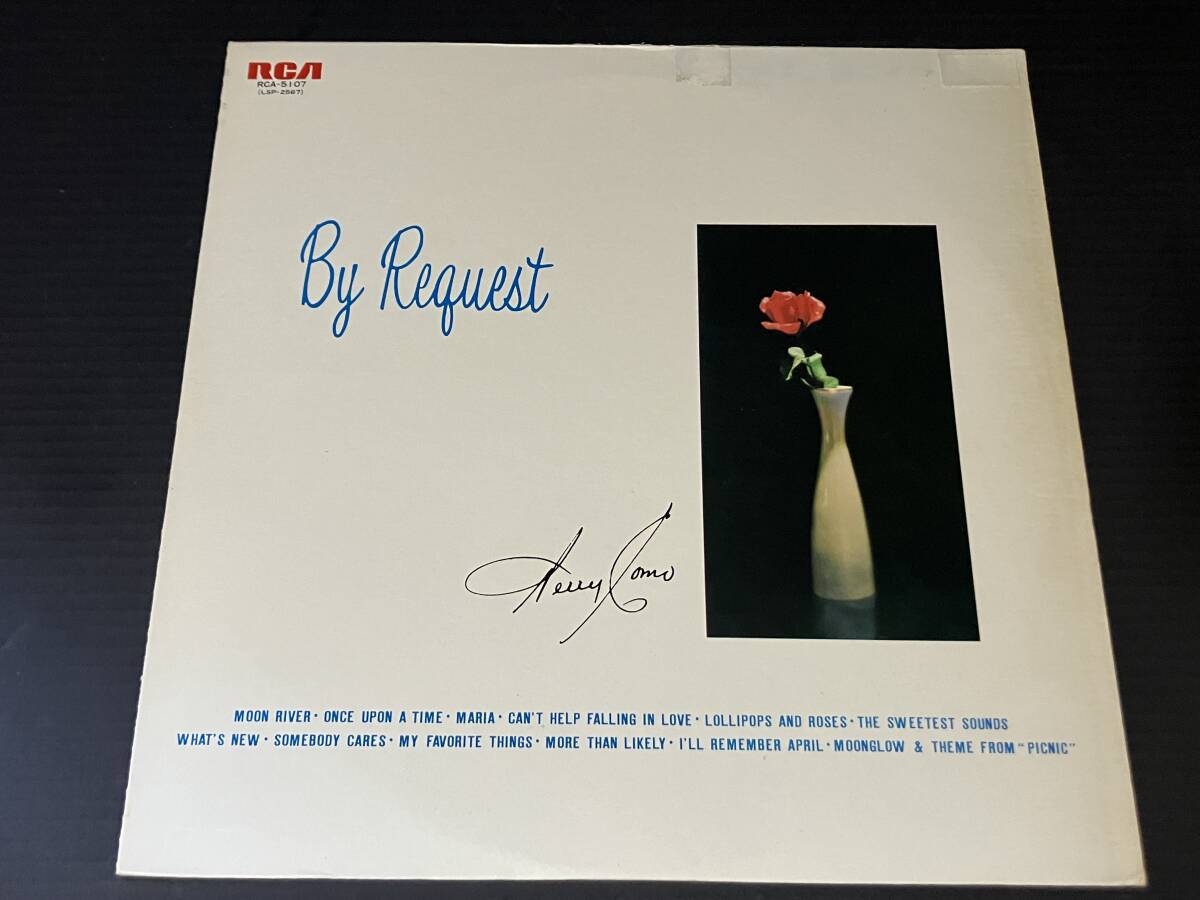 RCA
RCA-5107
(LSP-2567)
By Request
Perry Como
MOON RIVER · ONCE UPON A TIME · MARIA · CAN'T HELP FALLING IN LOVE · LOLLIPOPS AND ROSES · THE SWEETEST SOUNDS
WHAT'S NEW · SOMEBODY CARES · MY FAVORITE THINGS · MORE THAN LIKELY · I'LL REMEMBER APRIL · MOONGLOW & THEME FROM "PICNIC"